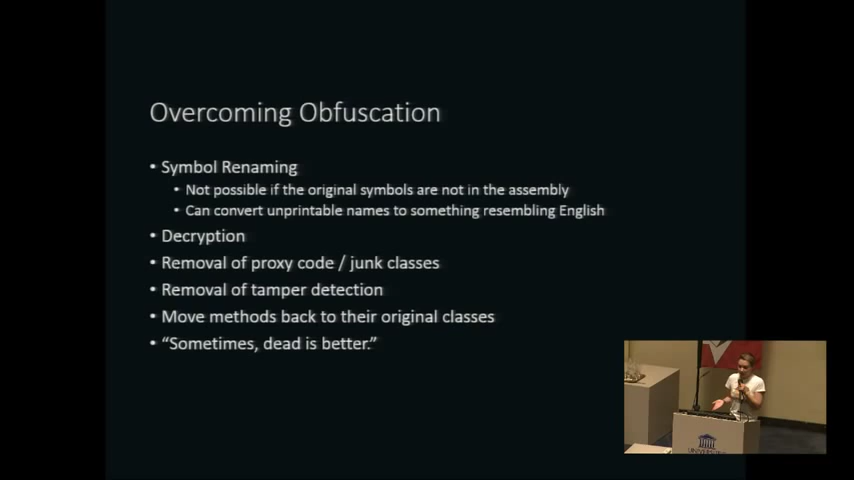 Overcoming Obfuscation
• Symbol Renaming
• Not possible if the original symbols are not in the assembly
• Can convert unprintable names to something resembling English
• Decryption
• Removal of proxy code / junk classes
• Removal of tamper detection
• Move methods back to their original classes
• “Sometimes, dead is better.”